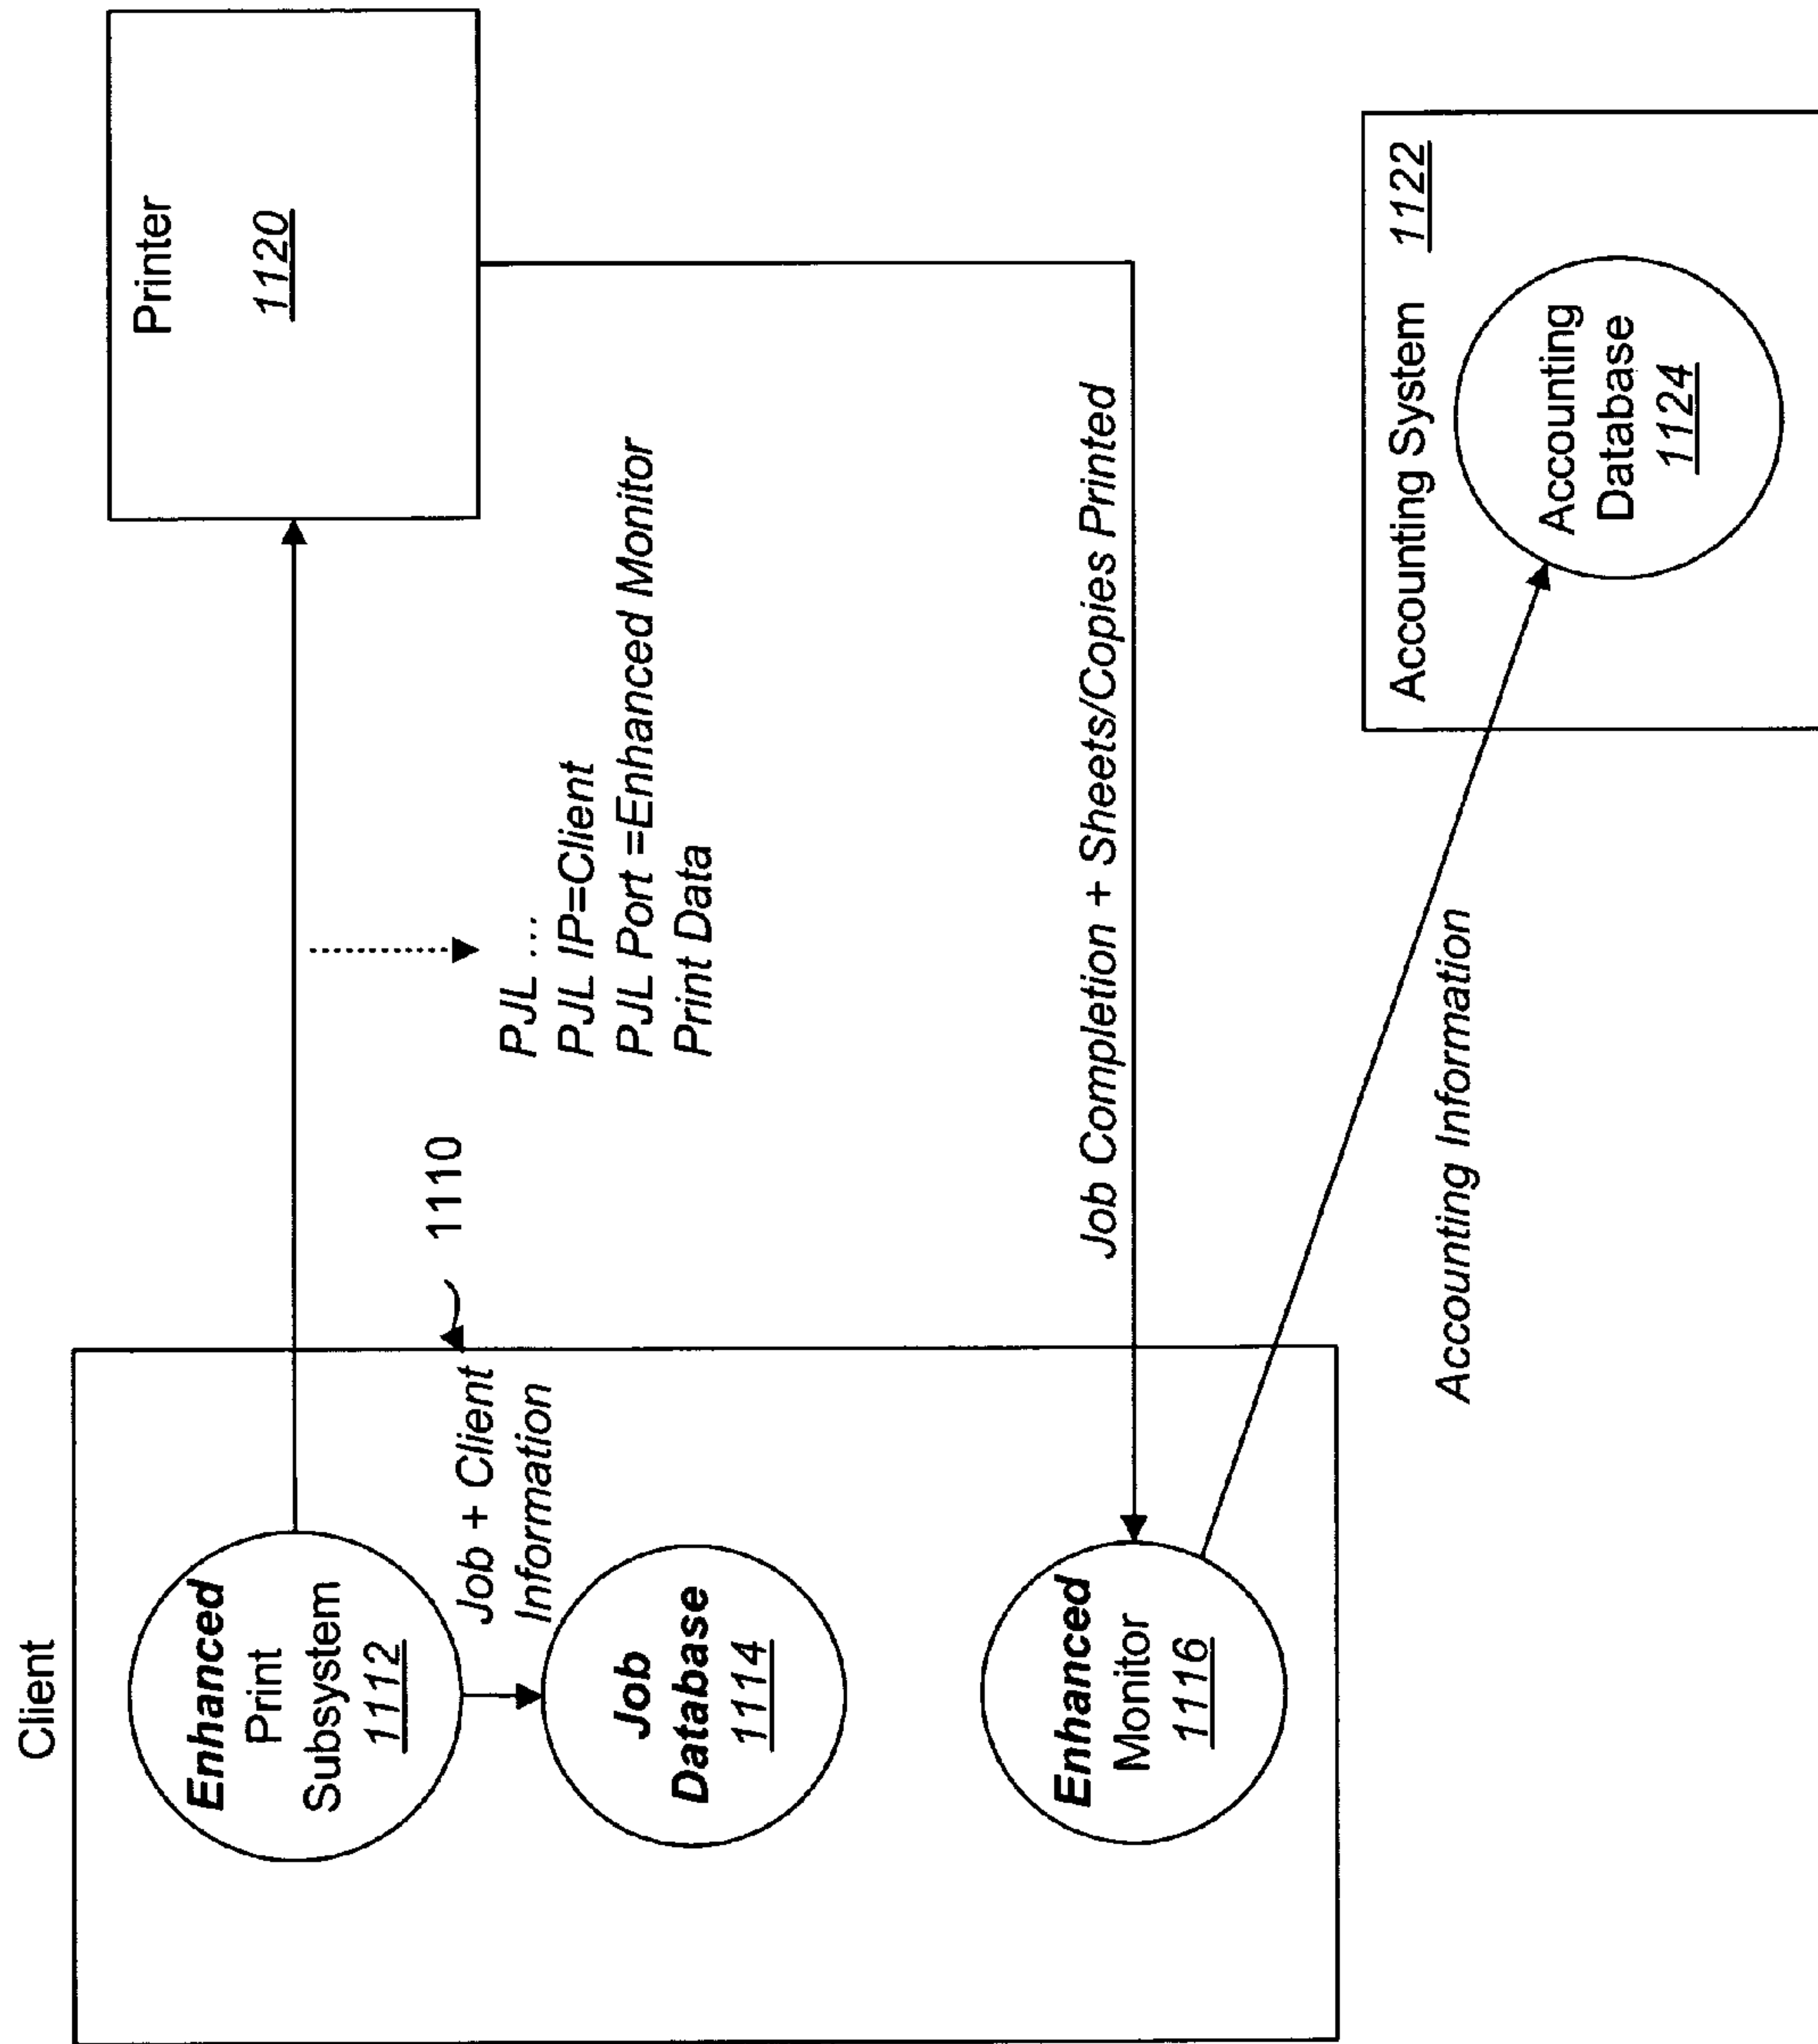 Client
Enhanced
Print
Subsystem
1112
Job + Client
Information
Job
Database
1114
Enhanced
Monitor
1116
1110
PJL ...
PJL IP=Client
PJL Port =Enhanced Monitor
Print Data
Printer
1120
Job Completion + Sheets/Copies Printed
Accounting Information
Accounting System 1122
Accounting
Database
1124